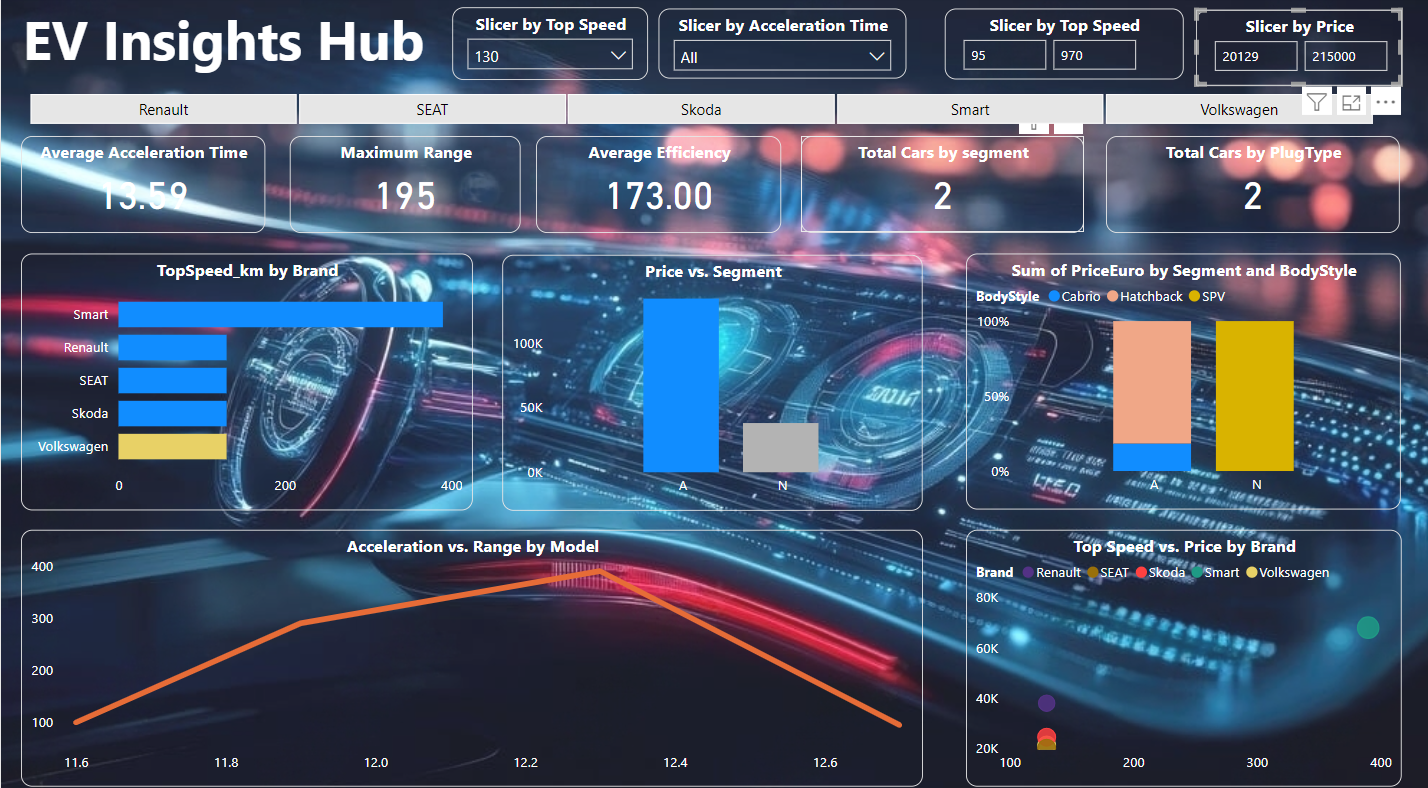 EV Insights Hub
Slicer by Top Speed
130
Slicer by Acceleration Time
All
Slicer by Top Speed
95 970
Slicer by Price
20129 215000
Renault SEAT Skoda Smart Volkswagen
Average Acceleration Time
13.59
Maximum Range
195
Average Efficiency
173.00
Total Cars by segment
2
Total Cars by PlugType
2
TopSpeed_km by Brand
Smart
Renault
SEAT
Skoda
Volkswagen
0 200 400
Price vs. Segment
100K
50K
0K
A N
Sum of PriceEuro by Segment and BodyStyle
BodyStyle Cabrio Hatchback SPV
100%
50%
0%
A N
Acceleration vs. Range by Model
400
300
200
100
11.6 11.8 12.0 12.2 12.4 12.6
Top Speed vs. Price by Brand
Brand Renault SEAT Skoda Smart Volkswagen
80K
60K
40K
20K
100 200 300 400